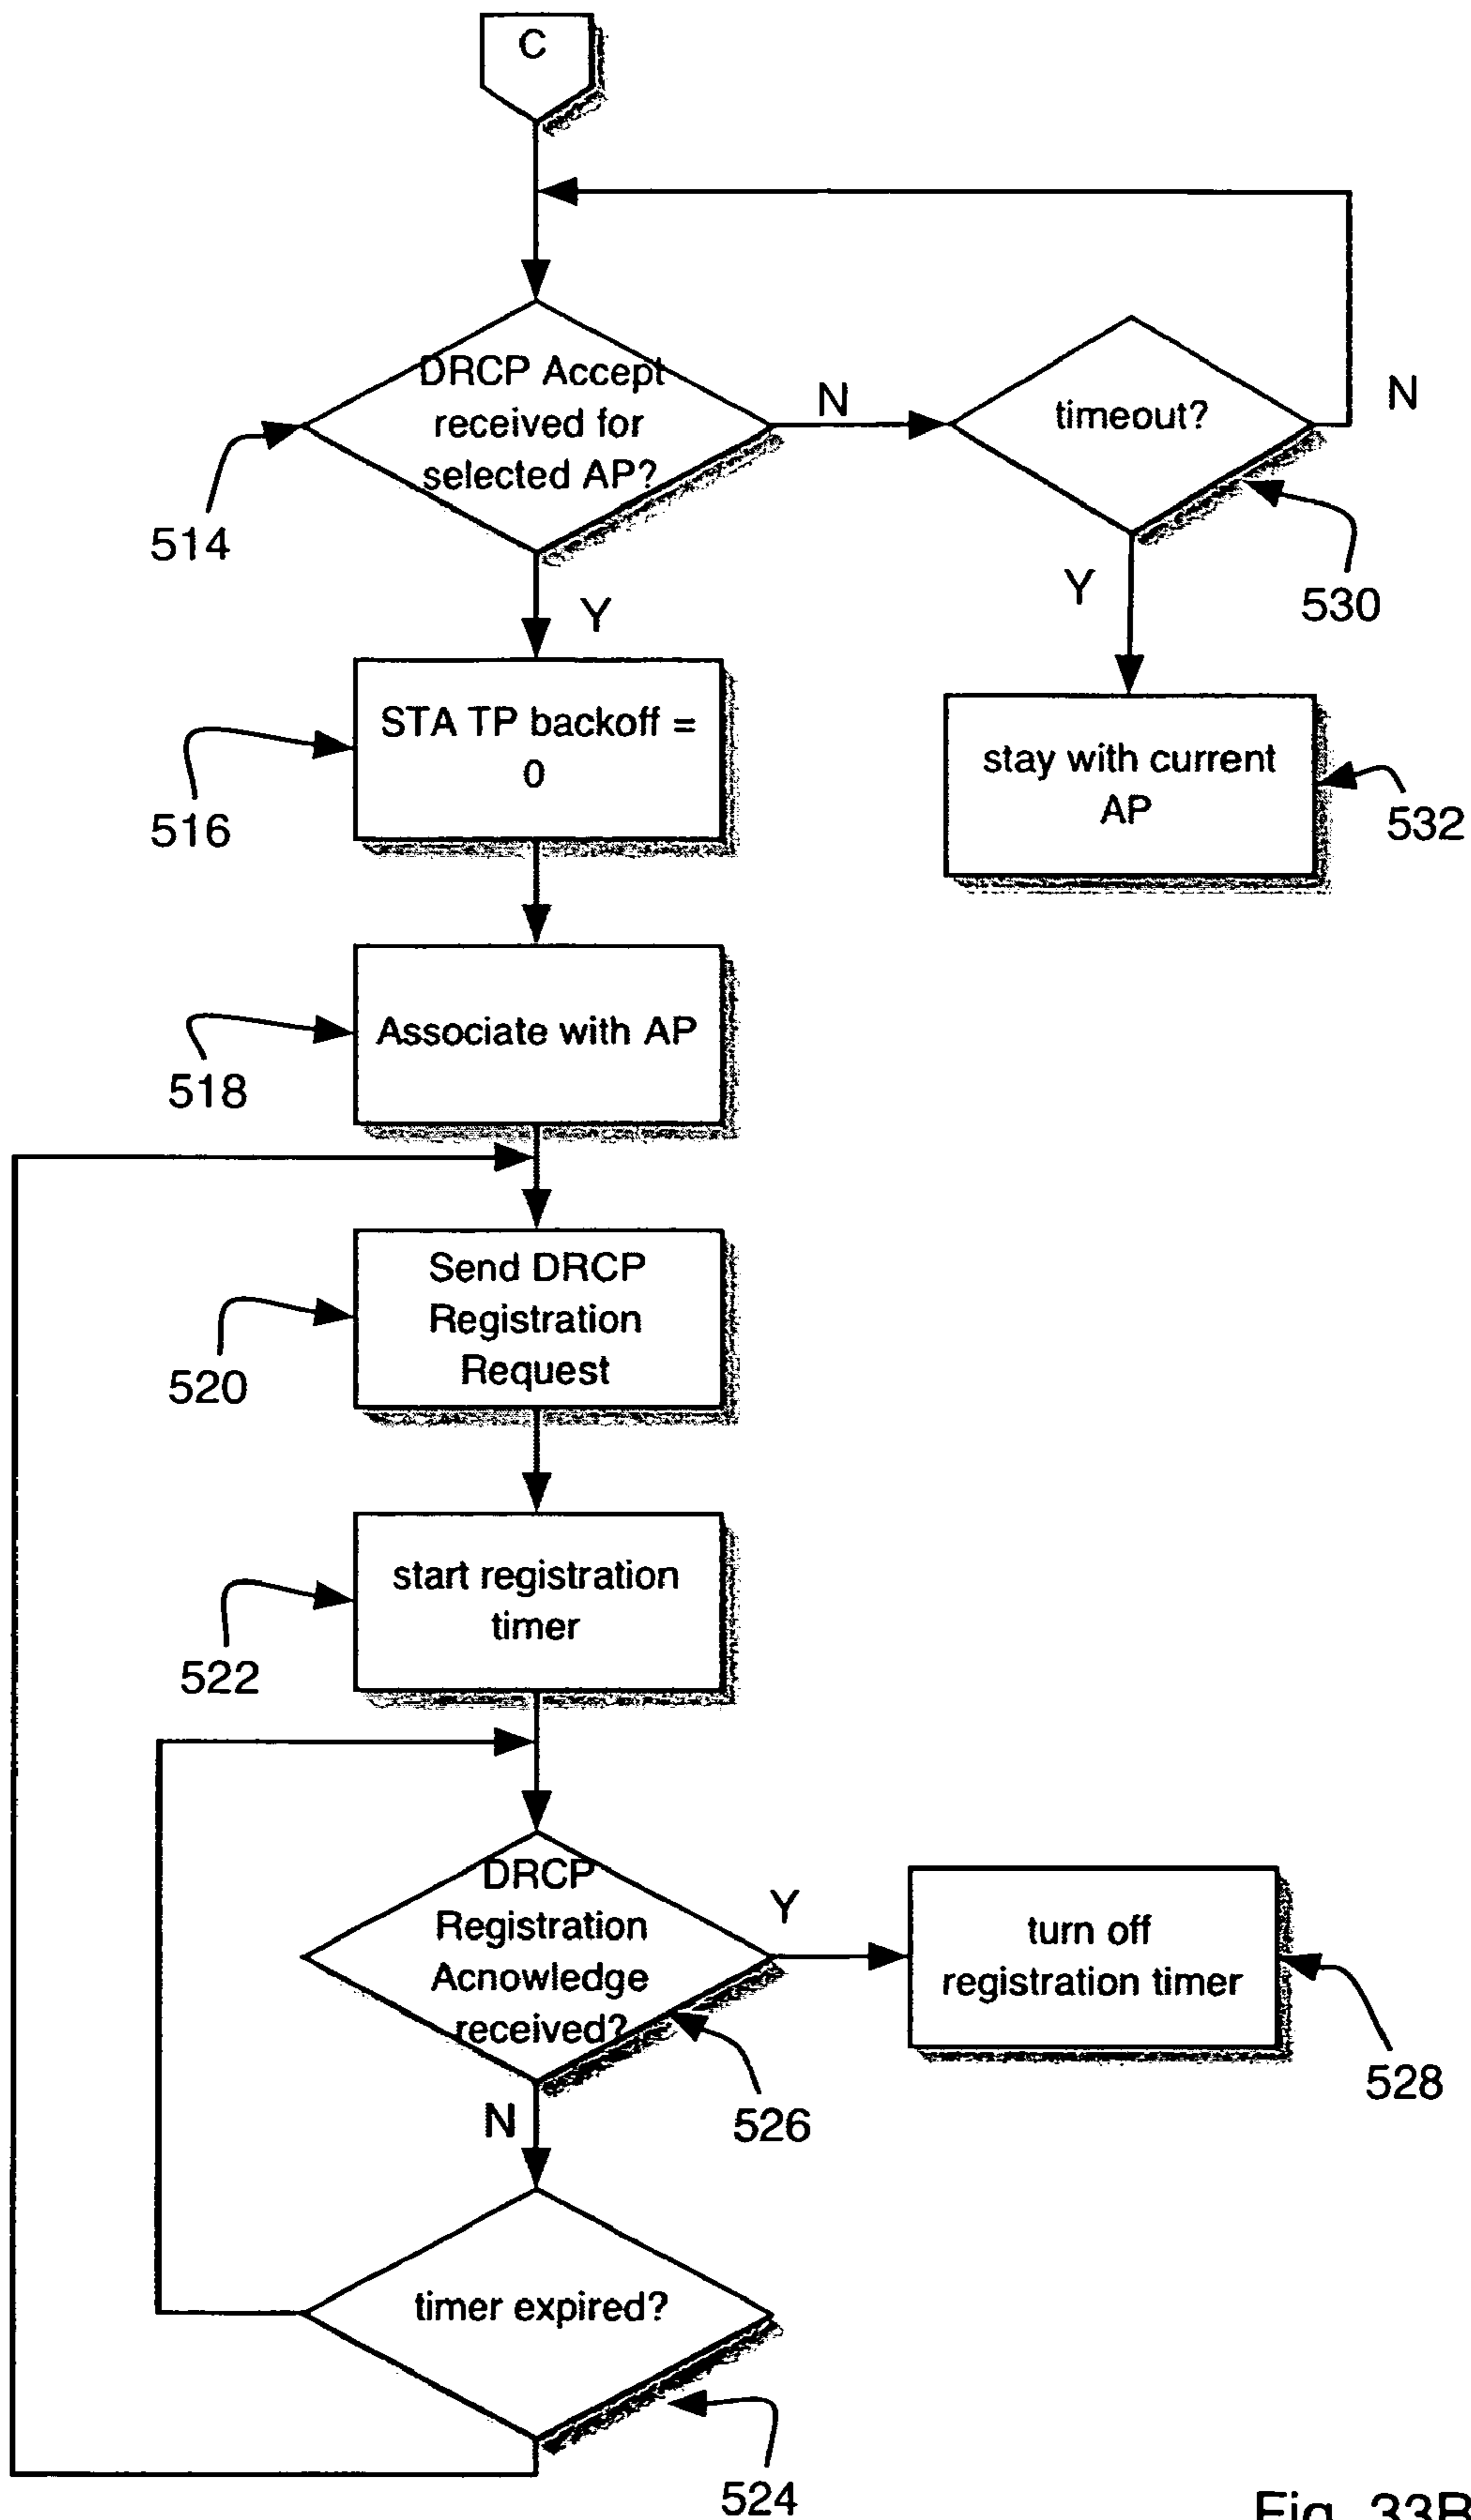 C
DRCP Accept
received for
selected AP?
N
timeout?
N
514
530
Y
Y
STA TP backoff =
0
stay with current
AP
516
532
Associate with AP
518
Send DRCP
Registration
Request
520
start registration
timer
522
DRCP
Registration
Acnowledge
received?
Y
turn off
registration timer
526
528
N
timer expired?
524
Fig. 33B